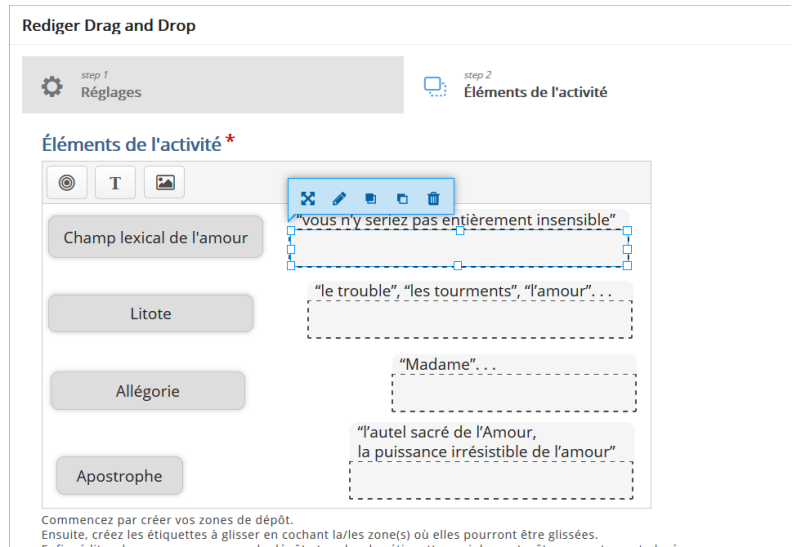 Rediger Drag and Drop
step 1
Réglages
step 2
Éléments de l'activité
Éléments de l'activité *
T
Champ lexical de l'amour
“vous n'y seriez pas entièrement insensible”
“le trouble”, “les tourments”, “l'amour”. . .
Litote
“Madame”. . .
Allégorie
“l'autel sacré de l'Amour,
la puissance irrésistible de l'amour”
Apostrophe
Commencez par créer vos zones de dépôt.
Ensuite, créez les étiquettes à glisser en cochant la/les zone(s) où elles pourront être glissées.